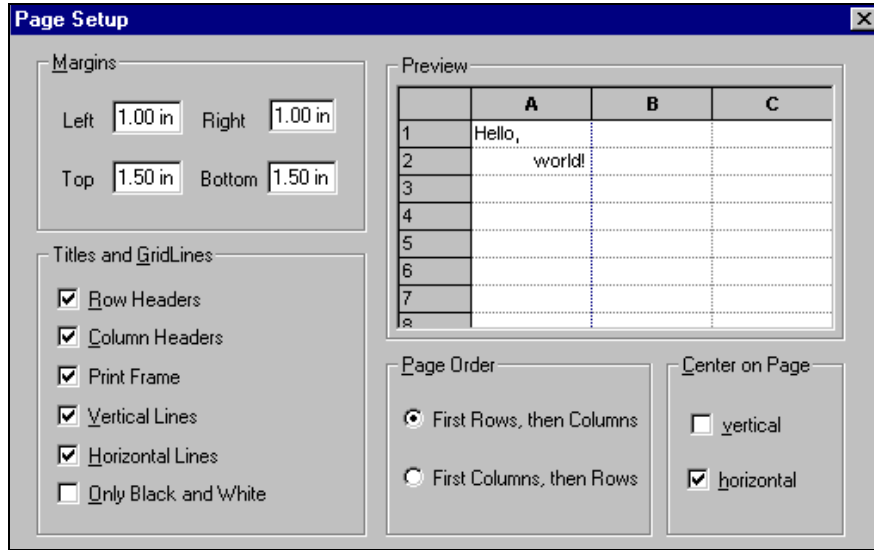 Page Setup
Margins
Left 1.00 in Right 1.00 in
Top 1.50 in Bottom 1.50 in
Titles and GridLines
Row Headers
Column Headers
Print Frame
Vertical Lines
Horizontal Lines
Only Black and White
Preview
A B C
1 Hello,
2 world!
3
4
5
6
7
8
Page Order
First Rows, then Columns
First Columns, then Rows
Center on Page
vertical
horizontal